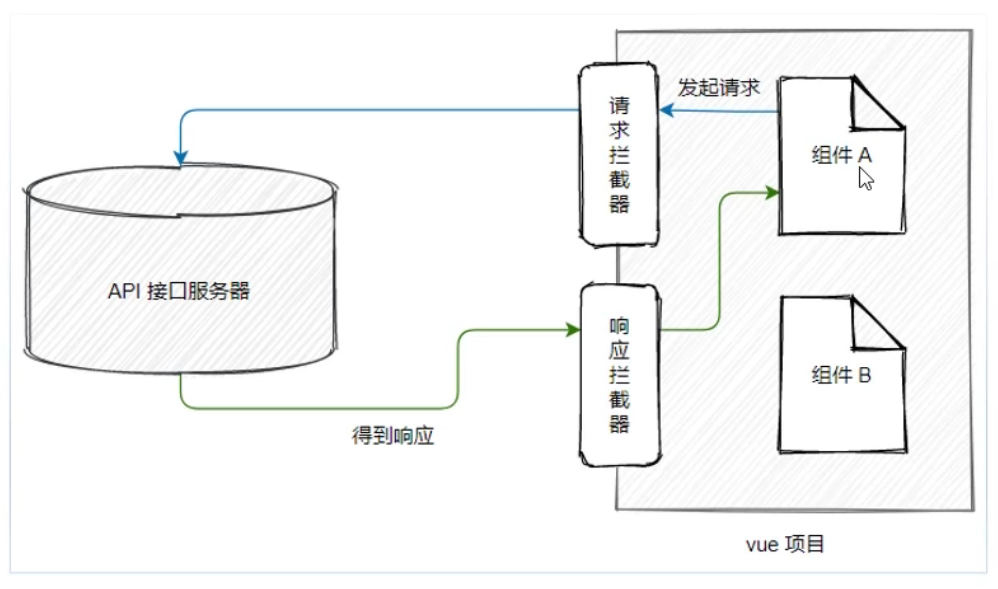 发起请求
请求拦截器
组件 A
API 接口服务器
响应拦截器
组件 B
得到响应
vue 项目